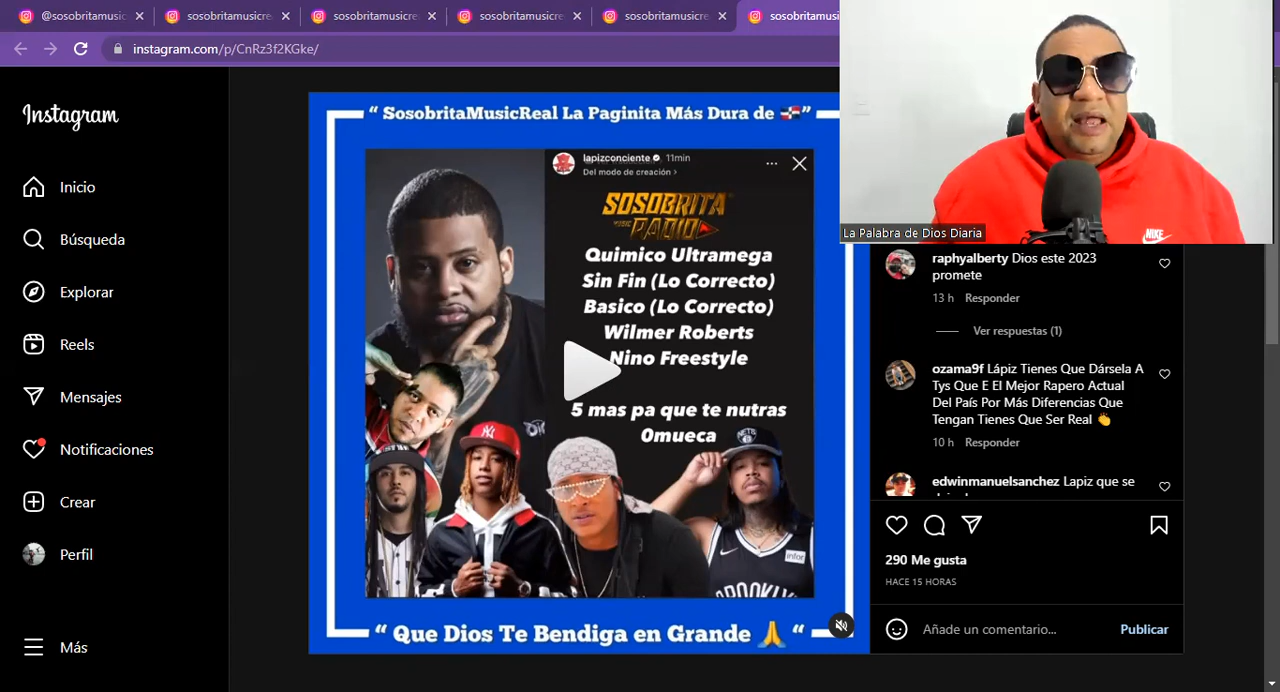 @sosobritamusic
sosobritamusicre
sosobritamusicre
sosobritamusicre
sosobritamusicre
sosobritamusi
instagram.com/p/CnRz3f2KGke/
Instagram
Inicio
Búsqueda
Explorar
Reels
Mensajes
Notificaciones
Crear
Perfil
Más
“ SosobritaMusicReal La Paginita Más Dura de 🇩🇴”
lapizconciente 11min
Del modo de creación ›
SOSOBRITA
RADIO
Quimico Ultramega
Sin Fin (Lo Correcto)
Basico (Lo Correcto)
Wilmer Roberts
Nino Freestyle
5 mas pa que te nutras
0mueca
infor
BROOKLYN
“ Que Dios Te Bendiga en Grande 🙏 “
NIKE
La Palabra de Dios Diaria
raphyalberty Dios este 2023
promete
13 h Responder
Ver respuestas (1)
ozama9f Lápiz Tienes Que Dársela A
Tys Que E El Mejor Rapero Actual
Del País Por Más Diferencias Que
Tengan Tienes Que Ser Real 👏
10 h Responder
edwinmanuelsanchez Lapiz que se
290 Me gusta
HACE 15 HORAS
Añade un comentario...
Publicar